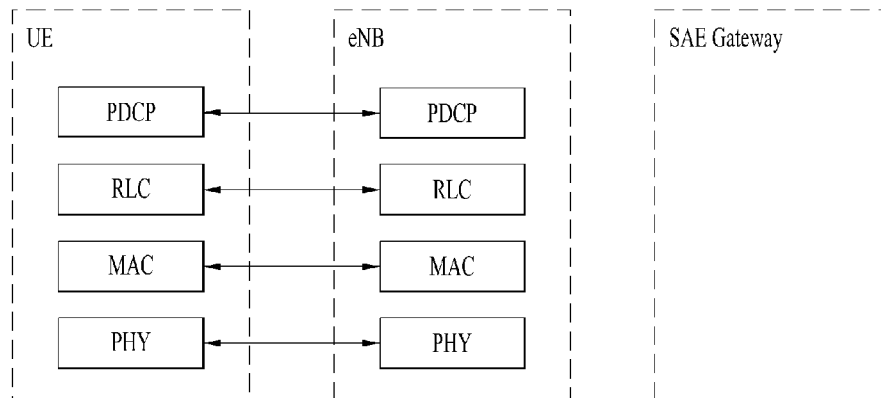 UE
eNB
SAE Gateway
PDCP
PDCP
RLC
RLC
MAC
MAC
PHY
PHY